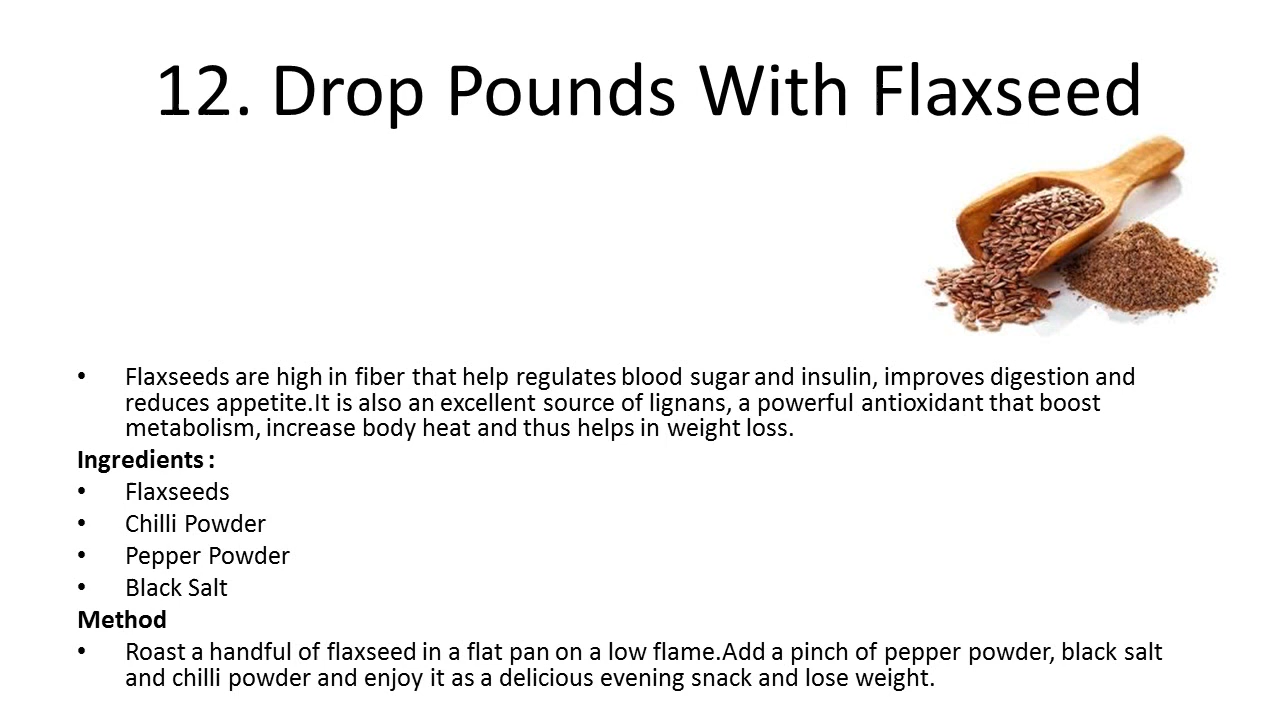 12. Drop Pounds With Flaxseed
• Flaxseeds are high in fiber that help regulates blood sugar and insulin, improves digestion and
reduces appetite.It is also an excellent source of lignans, a powerful antioxidant that boost
metabolism, increase body heat and thus helps in weight loss.
Ingredients :
• Flaxseeds
• Chilli Powder
• Pepper Powder
• Black Salt
Method
• Roast a handful of flaxseed in a flat pan on a low flame.Add a pinch of pepper powder, black salt
and chilli powder and enjoy it as a delicious evening snack and lose weight.